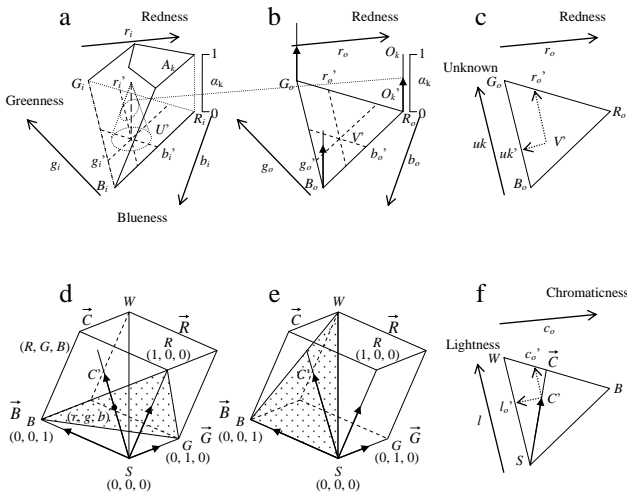 a
r_i
Redness
G_i
A_k
1
α_k
0
r_i'
R_i
Greenness
U'
g_i
g_i'
b_i'
b_i
B_i
Blueness
b
r_o
Redness
O_k
1
G_o
r_o'
α_k
O_k'
0
R_o
V'
g_o
g_o'
b_o'
b_o
B_o
c
Redness
r_o
Unknown
G_o
r_o'
R_o
uk
uk'
V'
B_o
d
W
C
R
(R, G, B)
R
(1, 0, 0)
C'
(r, g, b)
B
B
(0, 0, 1)
G
G
(0, 1, 0)
S
(0, 0, 0)
e
W
C
R
R
(1, 0, 0)
C'
B
B
(0, 0, 1)
G
G
(0, 1, 0)
S
(0, 0, 0)
f
Chromaticness
c_o
Lightness
W
c_o'
C
B
l
l_o'
C'
S